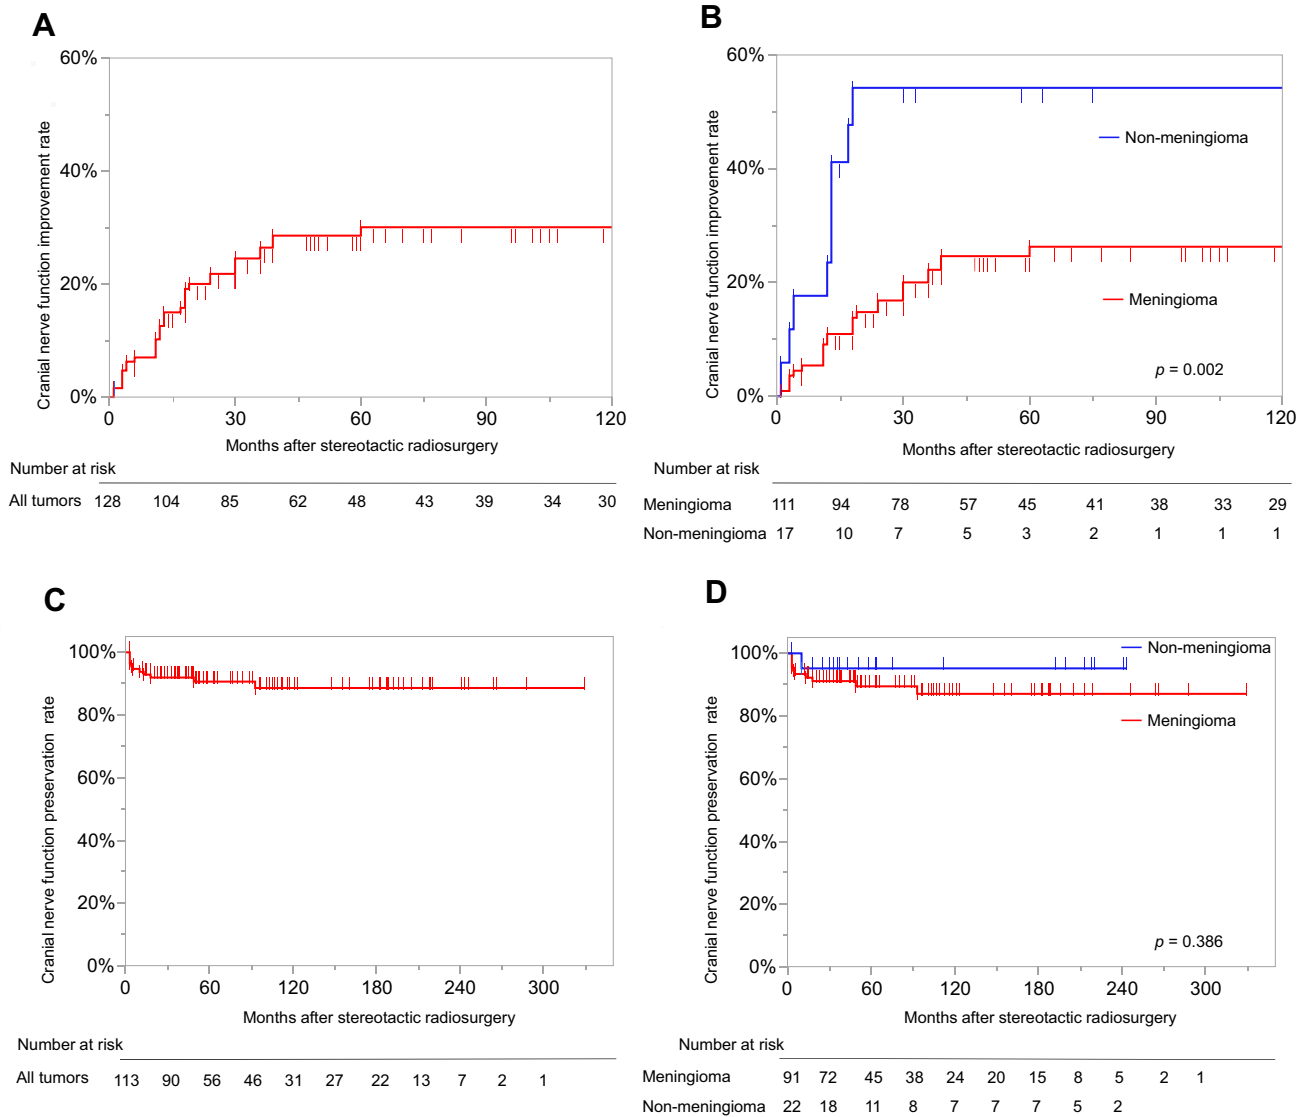 A
60%
40%
20%
0%
Cranial nerve function improvement rate
0 30 60 90 120
Months after stereotactic radiosurgery
Number at risk
All tumors 128 104 85 62 48 43 39 34 30
B
60%
40%
20%
0%
Cranial nerve function improvement rate
Non-meningioma
Meningioma
p = 0.002
0 30 60 90 120
Months after stereotactic radiosurgery
Number at risk
Meningioma 111 94 78 57 45 41 38 33 29
Non-meningioma 17 10 7 5 3 2 1 1 1
C
100%
80%
60%
40%
20%
0%
Cranial nerve function preservation rate
0 60 120 180 240 300
Months after stereotactic radiosurgery
Number at risk
All tumors 113 90 56 46 31 27 22 13 7 2 1
D
100%
80%
60%
40%
20%
0%
Cranial nerve function preservation rate
Non-meningioma
Meningioma
p = 0.386
0 60 120 180 240 300
Months after stereotactic radiosurgery
Number at risk
Meningioma 91 72 45 38 24 20 15 8 5 2 1
Non-meningioma 22 18 11 8 7 7 7 5 2